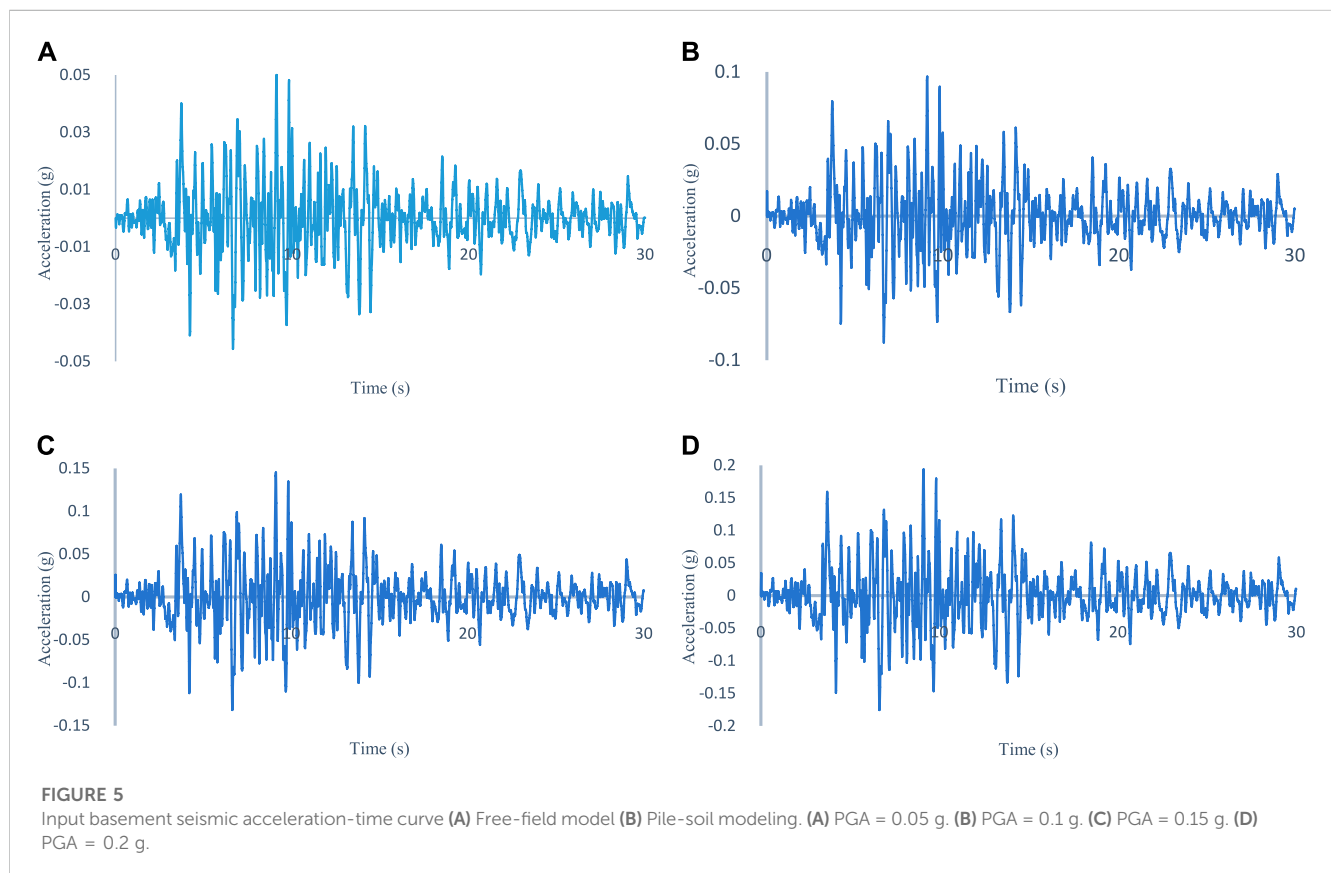 A
0.05
0.03
0.01
-0.01
-0.03
-0.05
Acceleration (g)
0
10
20
30
Time (s)
B
0.1
0.05
0
-0.05
-0.1
Acceleration (g)
0
10
20
30
Time (s)
C
0.15
0.1
0.05
0
-0.05
-0.1
-0.15
Acceleration (g)
0
10
20
30
Time (s)
D
0.2
0.15
0.1
0.05
0
-0.05
-0.1
-0.15
-0.2
Acceleration (g)
0
10
20
30
Time (s)
FIGURE 5
Input basement seismic acceleration-time curve (A) Free-field model (B) Pile-soil modeling. (A) PGA = 0.05 g. (B) PGA = 0.1 g. (C) PGA = 0.15 g. (D)
PGA = 0.2 g.